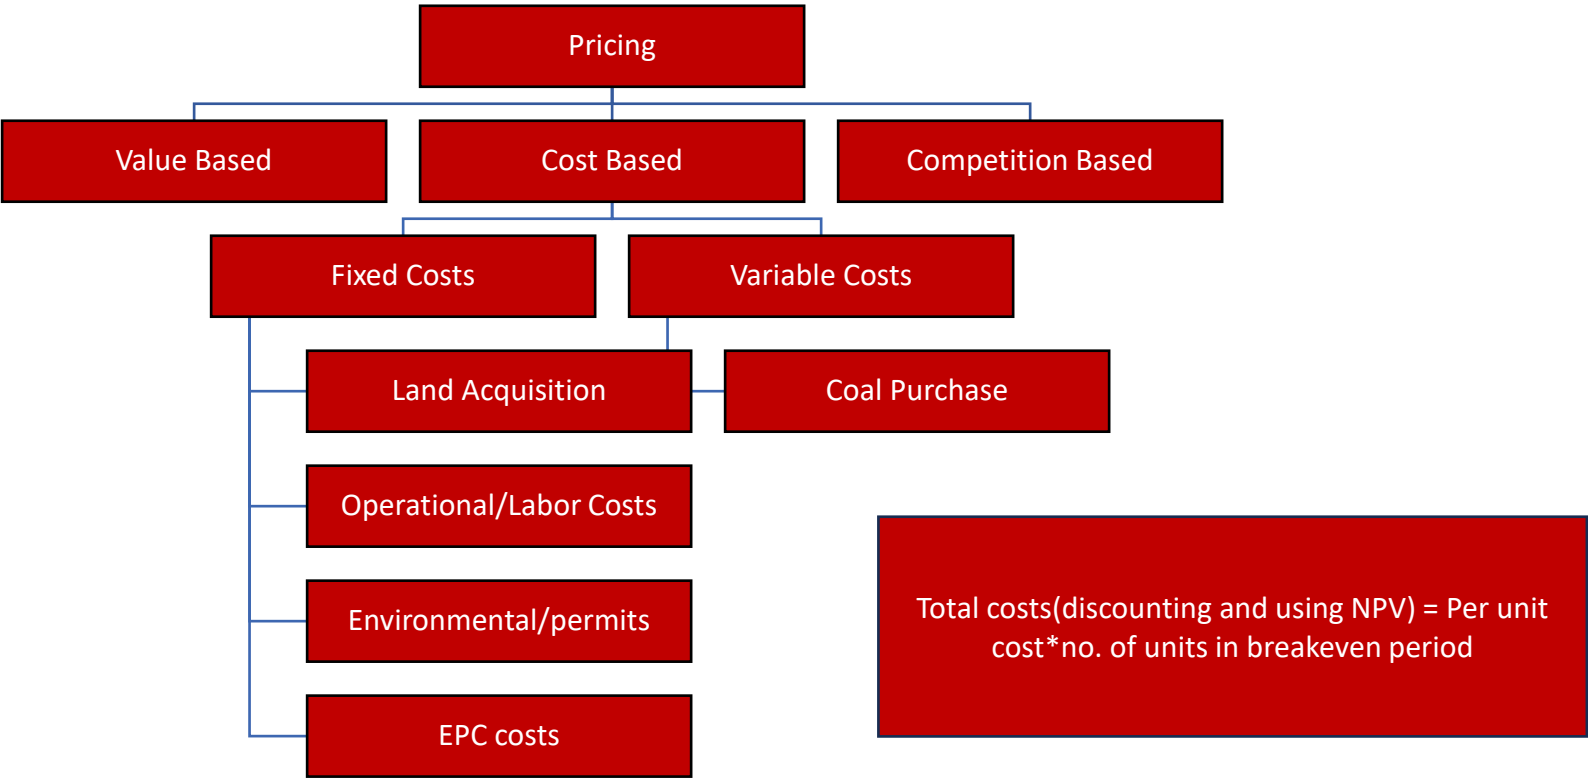 Pricing
Value Based
Cost Based
Competition Based
Fixed Costs
Variable Costs
Land Acquisition
Coal Purchase
Operational/Labor Costs
Environmental/permits
EPC costs
Total costs(discounting and using NPV) = Per unit
cost*no. of units in breakeven period